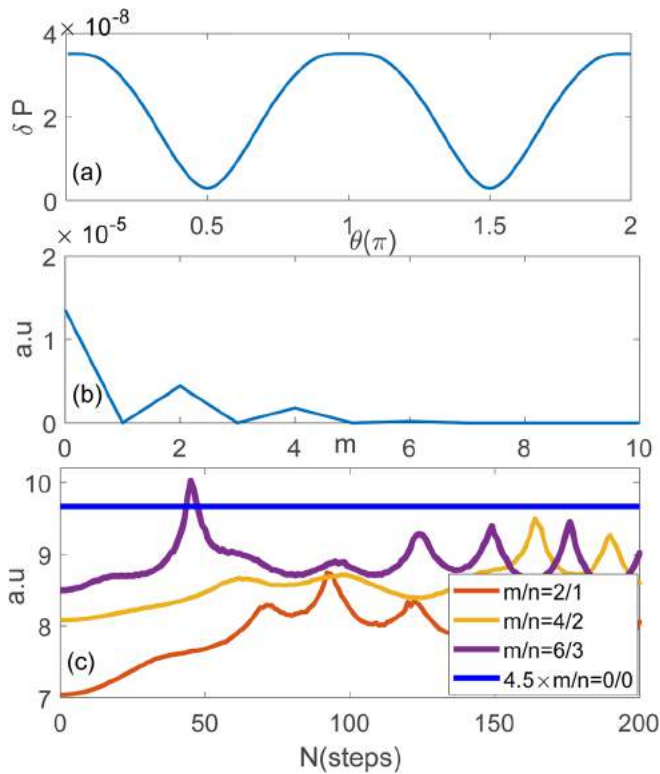 × 10^-8
4
2
0
δ P
(a)
0.5 1 1.5 2
θ(π)
× 10^-5
2
1
0
a.u
(b)
0 2 4 6 8 10
m
10
9
8
7
a.u
(c)
m/n=2/1
m/n=4/2
m/n=6/3
4.5×m/n=0/0
0 50 100 150 200
N(steps)